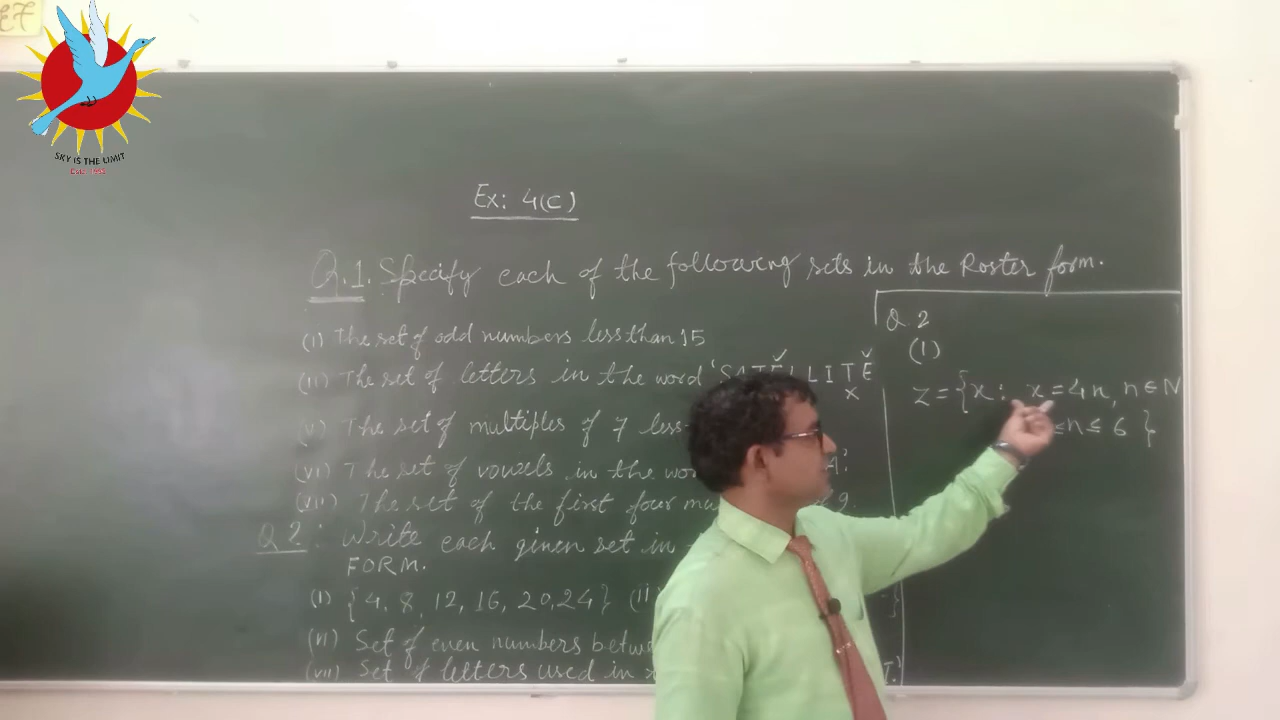 SKY IS THE LIMIT
Ex: 4(C)
Q.1. Specify each of the following sets in the Roster form.
(I) The set of odd numbers less than 15
(II) The set of letters in the word 'SATELLITE
(V) The set of multiples of 7 less
(VI) The set of vowels in the
(VII) The set of the first four
Q2: Write each given set in
FORM.
(I) {4, 8, 12, 16, 20, 24} (ii
(VI) Set of even numbers
(VII) Set of letters used in
Q2
(1)
Z={x: x=4n, n∈N
≤n≤6}